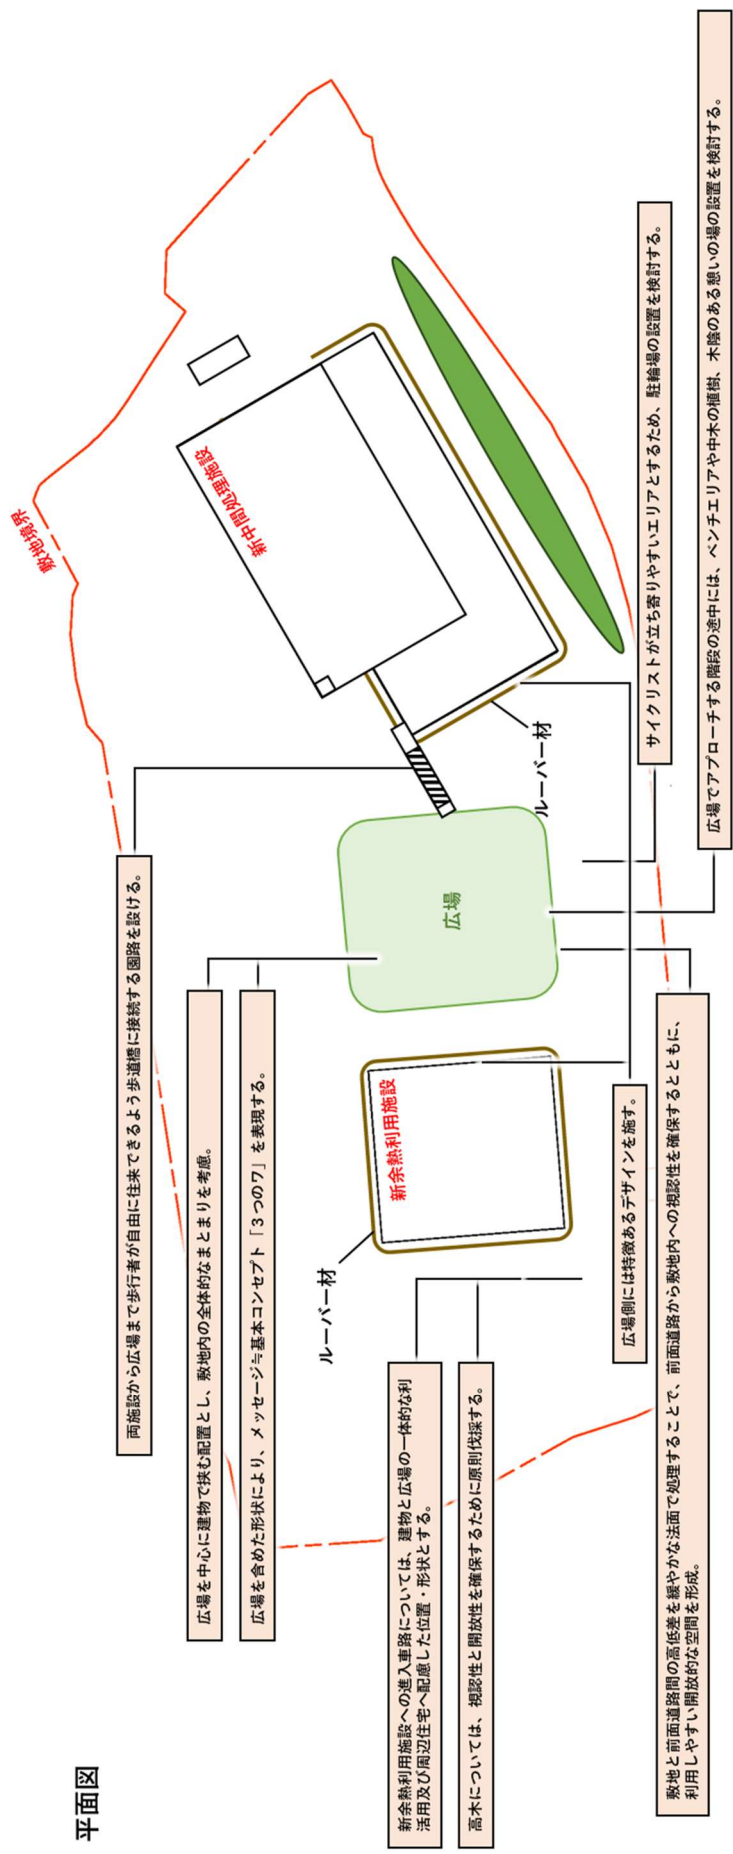 平面図
両施設から広場まで歩行者が自由に往来できるよう歩道橋に接続する園路を設ける。
広場を中心に建物で挟む配置とし、敷地内の全体的なまとまりを考慮。
広場を含めた形状により、メッセージ≒基本コンセプト「３つのワ」を表現する。
敷地境界
新中間処理施設
新余熱利用施設
広場
ルーバー材
ルーバー材
新余熱利用施設への進入車路については、建物と広場の一体的な利
活用及び周辺住宅へ配慮した位置・形状とする。
高木については、視認性と開放性を確保するために原則伐採する。
広場側には特徴あるデザインを施す。
サイクリストが立ち寄りやすいエリアとするため、駐輪場の設置を検討する。
敷地と前面道路間の高低差を緩やかな法面で処理することで、前面道路から敷地内への視認性を確保するとともに、
利用しやすい開放的な空間を形成。
広場でアプローチする階段の途中には、ベンチエリアや中木の植樹、木陰のある憩いの場の設置を検討する。